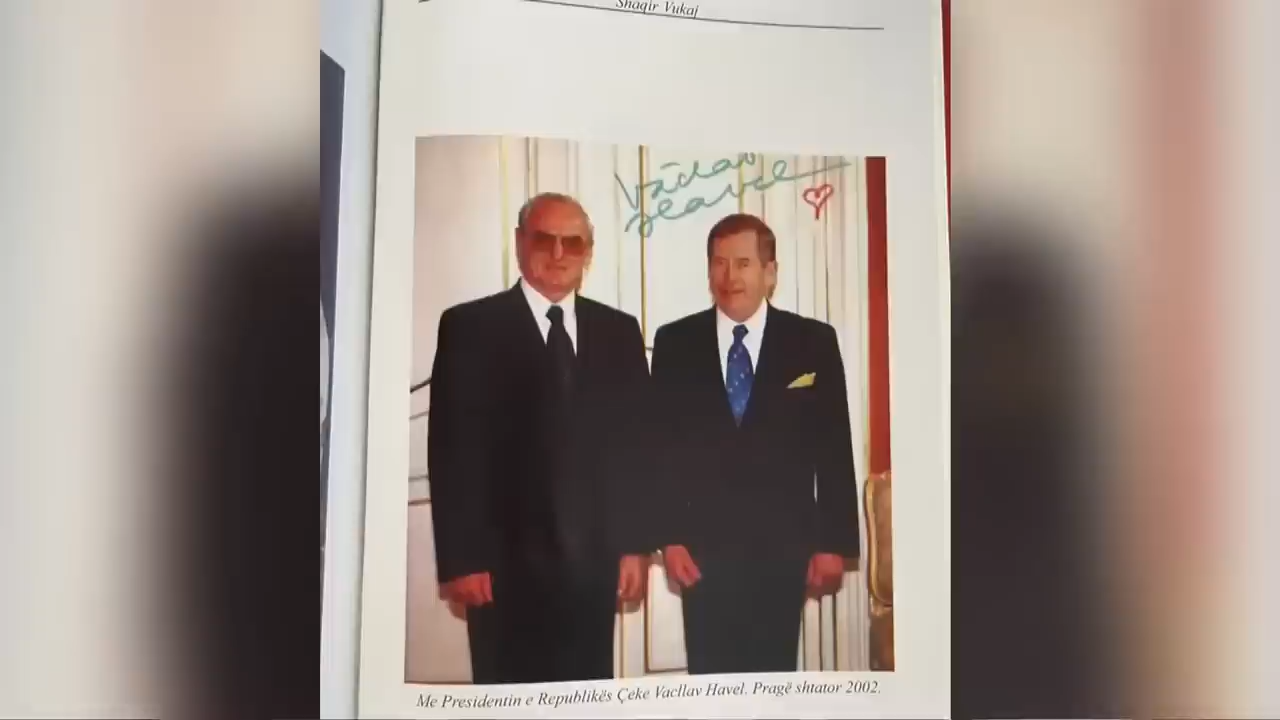 Shaqir Vukaj
Václav
Havel
Me Presidentin e Republikës Çeke Vacllav Havel. Pragë shtator 2002.